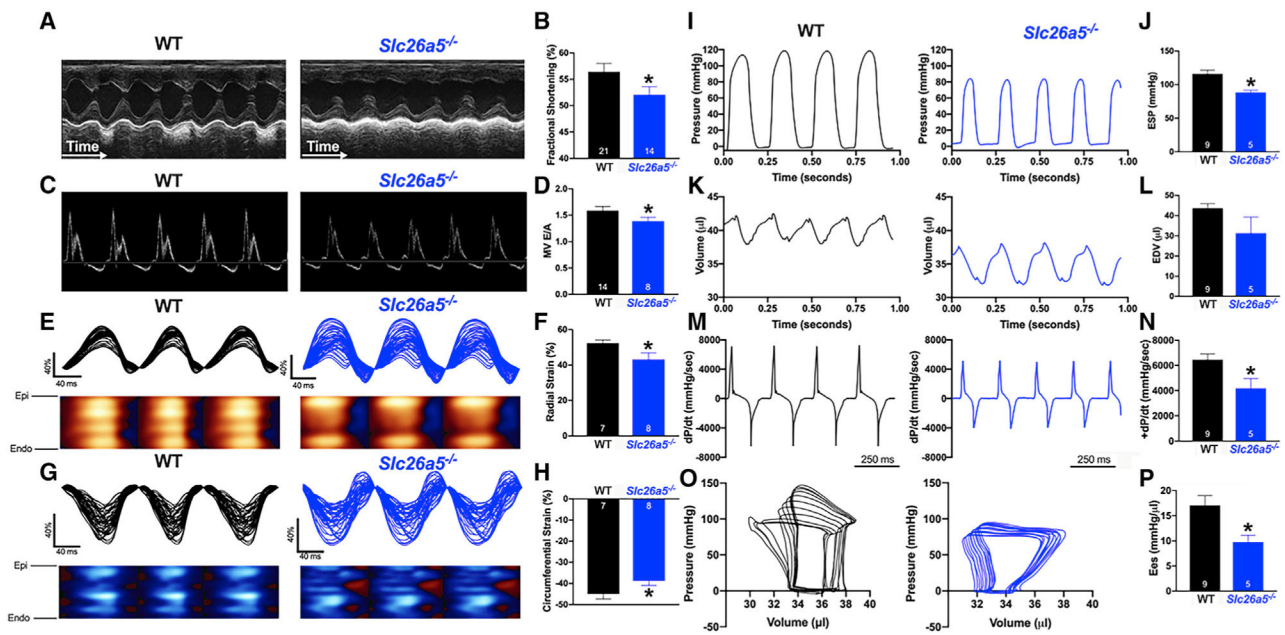 A
WT
Slc26a5-/-
Time
Time
B
Fractional Shortening (%)
60
55
50
45
40
21
14
*
WT
Slc26a5-/-
C
WT
Slc26a5-/-
D
MV E/A
2.0
1.5
1.0
0.5
0.0
14
8
*
WT
Slc26a5-/-
E
WT
Slc26a5-/-
40%
40 ms
40%
40 ms
Epi
Endo
F
Radial Strain (%)
60
40
20
0
7
8
*
WT
Slc26a5-/-
G
WT
Slc26a5-/-
40%
40 ms
40%
40 ms
Epi
Endo
H
WT
Slc26a5-/-
Circumferential Strain (%)
0
-10
-20
-30
-40
-50
7
8
*
I
WT
Slc26a5-/-
Pressure (mmHg)
120
100
80
60
40
20
0
0.00
0.25
0.50
0.75
1.00
Time (seconds)
Pressure (mmHg)
120
100
80
60
40
20
0
0.00
0.25
0.50
0.75
1.00
Time (seconds)
J
ESP (mmHg)
150
100
50
0
9
5
*
WT
Slc26a5-/-
K
Volume (µl)
45
40
35
30
0.00
0.25
0.50
0.75
1.00
Time (seconds)
Volume (µl)
45
40
35
30
0.00
0.25
0.50
0.75
1.00
Time (seconds)
L
EDV (µl)
50
40
30
20
10
0
9
5
WT
Slc26a5-/-
M
dP/dt (mmHg/sec)
8000
4000
0
-4000
-8000
250 ms
dP/dt (mmHg/sec)
8000
4000
0
-4000
-8000
250 ms
N
+dP/dt (mmHg/sec)
8000
6000
4000
2000
0
9
5
*
WT
Slc26a5-/-
O
Pressure (mmHg)
150
100
50
0
-50
30
32
34
36
38
40
Volume (µl)
Pressure (mmHg)
150
100
50
0
-50
32
34
36
38
40
Volume (µl)
P
Ees (mmHg/µl)
20
15
10
5
0
9
5
*
WT
Slc26a5-/-